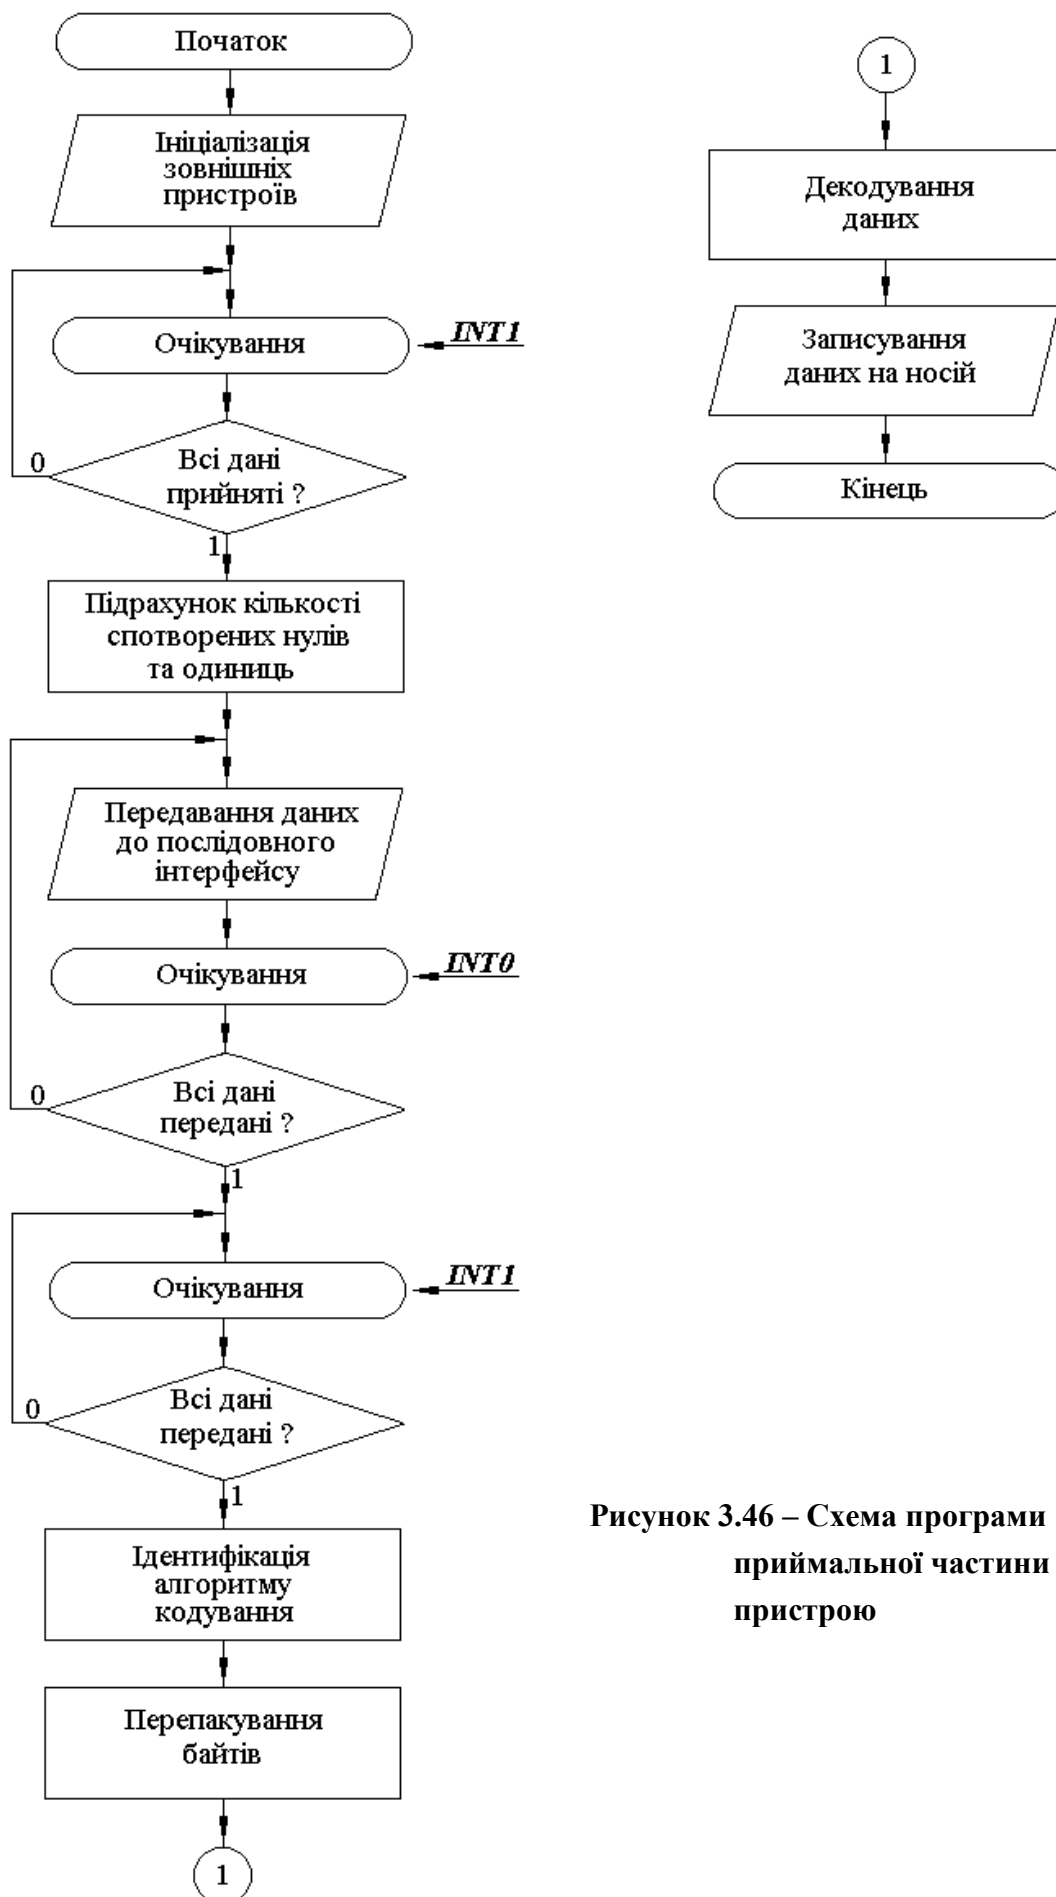 Початок
Ініціалізація
зовнішніх
пристроїв
Очікування
INT1
Всі дані
прийняті ?
0
1
Підрахунок кількості
спотворених нулів
та одиниць
Передавання даних
до послідовного
інтерфейсу
Очікування
INT0
Всі дані
передані ?
0
1
Очікування
INT1
Всі дані
передані ?
0
1
Ідентифікація
алгоритму
кодування
Перепакування
байтів
1
1
Декодування
даних
Записування
даних на носій
Кінець
Рисунок 3.46 – Схема програми
приймальної частини
пристрою